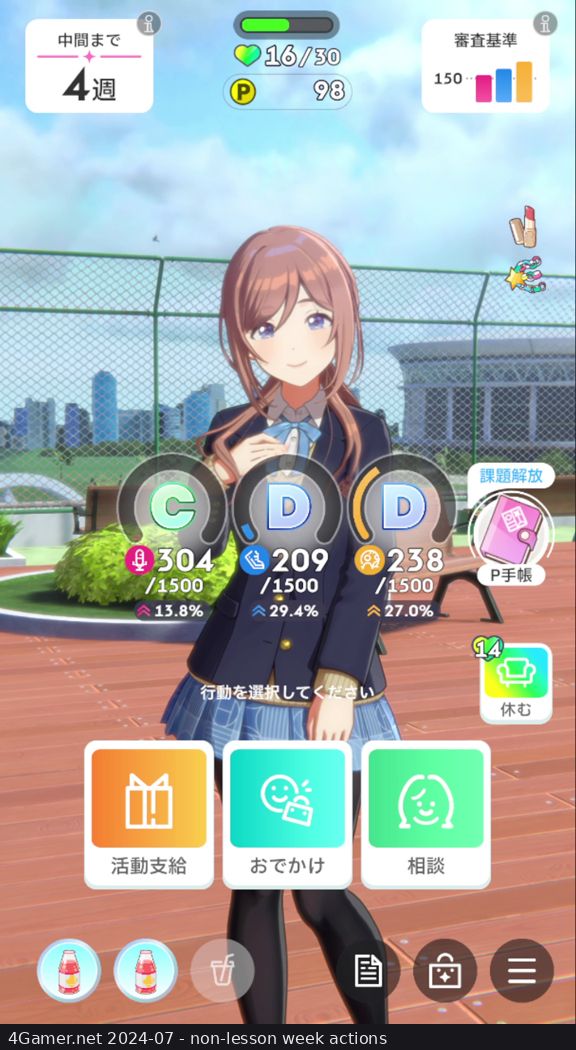 中間まで
4週
16/30
P 98
審査基準
150
課題解放
P手帳
C
D
D
304
/1500
13.8%
209
/1500
29.4%
238
/1500
27.0%
14
休む
行動を選択してください
活動支給
おでかけ
相談
4Gamer.net 2024-07 - non-lesson week actions